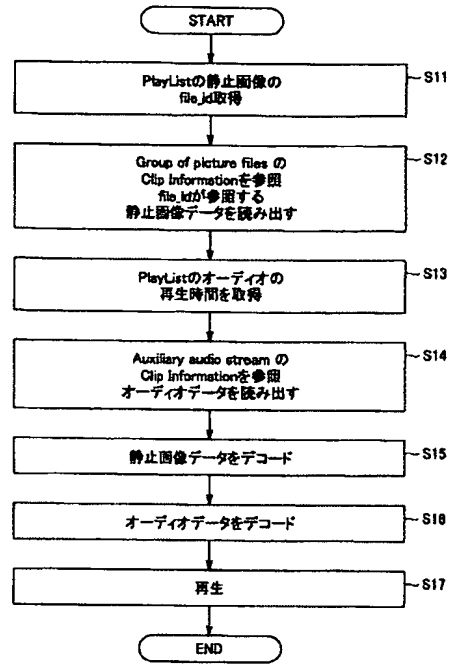 START
PlayListの静止画像の
file_id取得
S11
Group of picture files の
Clip Informationを参照
file_idが参照する
静止画像データを読み出す
S12
PlayListのオーディオの
再生時間を取得
S13
Auxiliary audio stream の
Clip Informationを参照
オーディオデータを読み出す
S14
静止画像データをデコード
S15
オーディオデータをデコード
S16
再生
S17
END